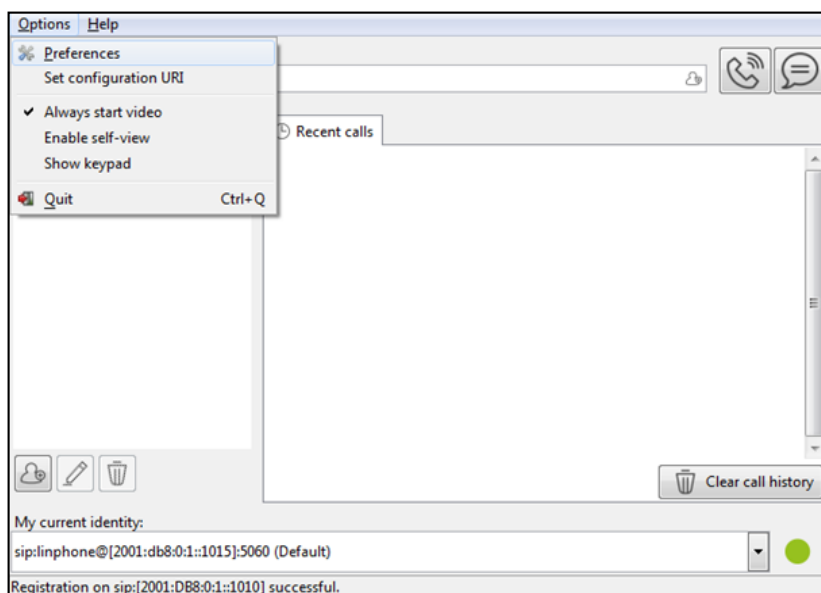 Options Help
Preferences
Set configuration URI
Always start video
Enable self-view
Show keypad
Quit Ctrl+Q
Recent calls
Clear call history
My current identity:
sip:linphone@[2001:db8:0:1::1015]:5060 (Default)
Registration on sip:[2001:DB8:0:1::1010] successful.